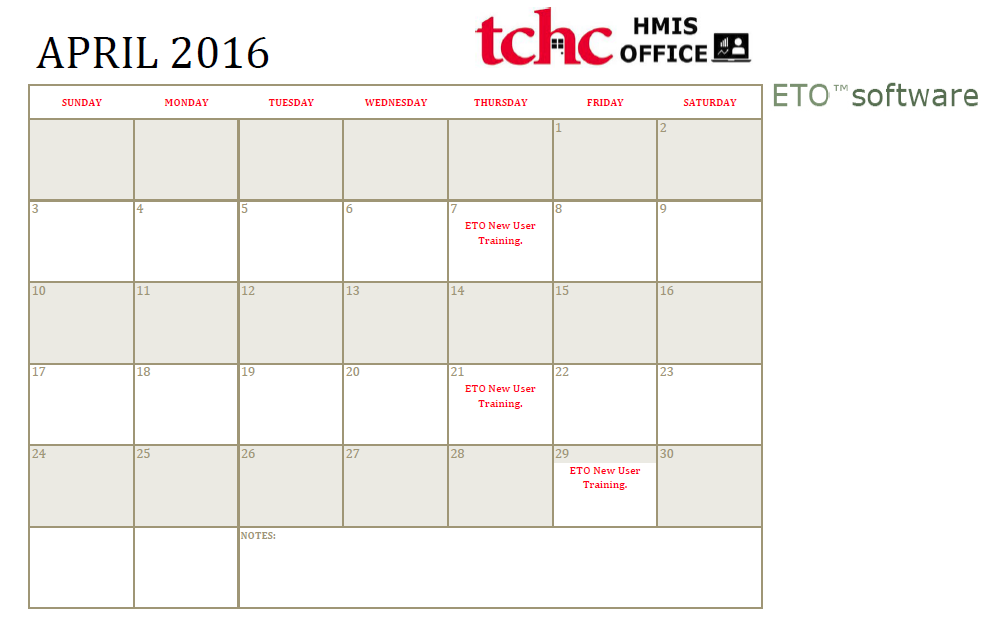 APRIL 2016
tchc HMIS
OFFICE
ETO™software
SUNDAY MONDAY TUESDAY WEDNESDAY THURSDAY FRIDAY SATURDAY
1 2
3 4 5 6 7 8 9
ETO New User
Training.
10 11 12 13 14 15 16
17 18 19 20 21 22 23
ETO New User
Training.
24 25 26 27 28 29 30
ETO New User
Training.
NOTES: